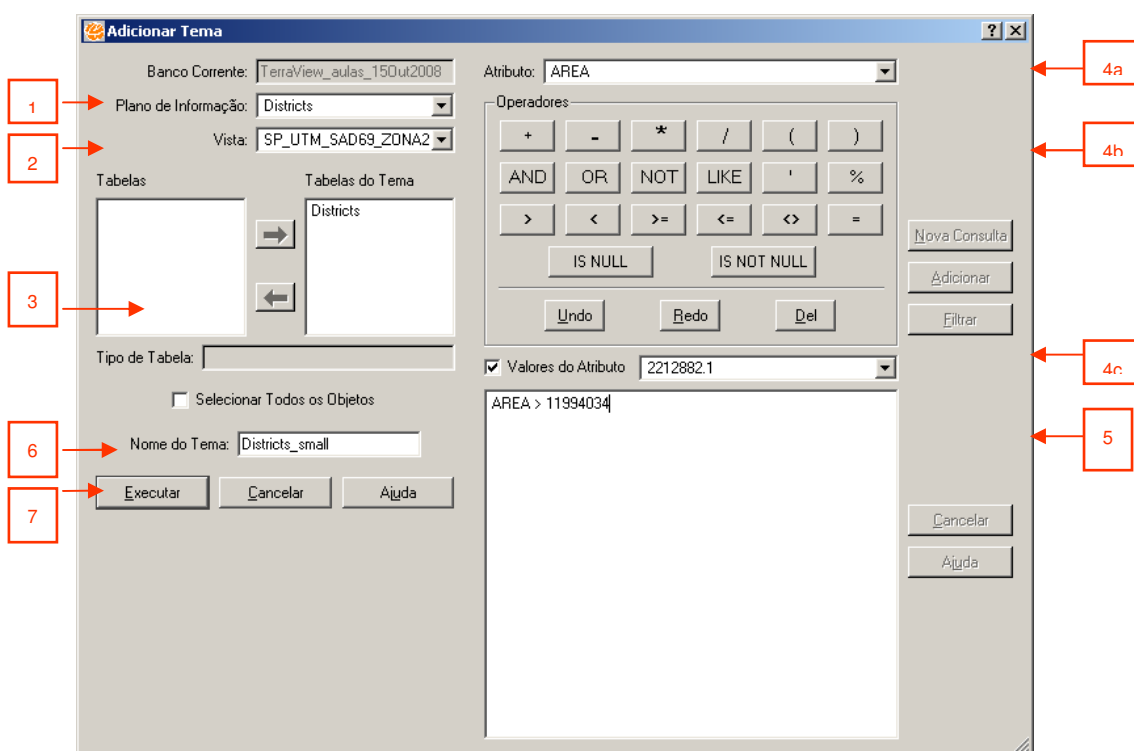 Adicionar Tema
Banco Corrente: TerraView_aulas_15Out2008
Plano de Informação: Districts
Vista: SP_UTM_SAD69_ZONA2
Tabelas
Tabelas do Tema
Districts
Tipo de Tabela:
Selecionar Todos os Objetos
Nome do Tema: Districts_small
Executar
Cancelar
Ajuda
Atributo: AREA
Operadores
+ - * / ( )
AND OR NOT LIKE ' %
> < >= <= <> =
IS NULL
IS NOT NULL
Undo
Redo
Del
Valores do Atributo 2212882.1
AREA > 11994034
Nova Consulta
Adicionar
Filtrar
Cancelar
Ajuda
1
2
3
6
7
4a
4b
4c
5